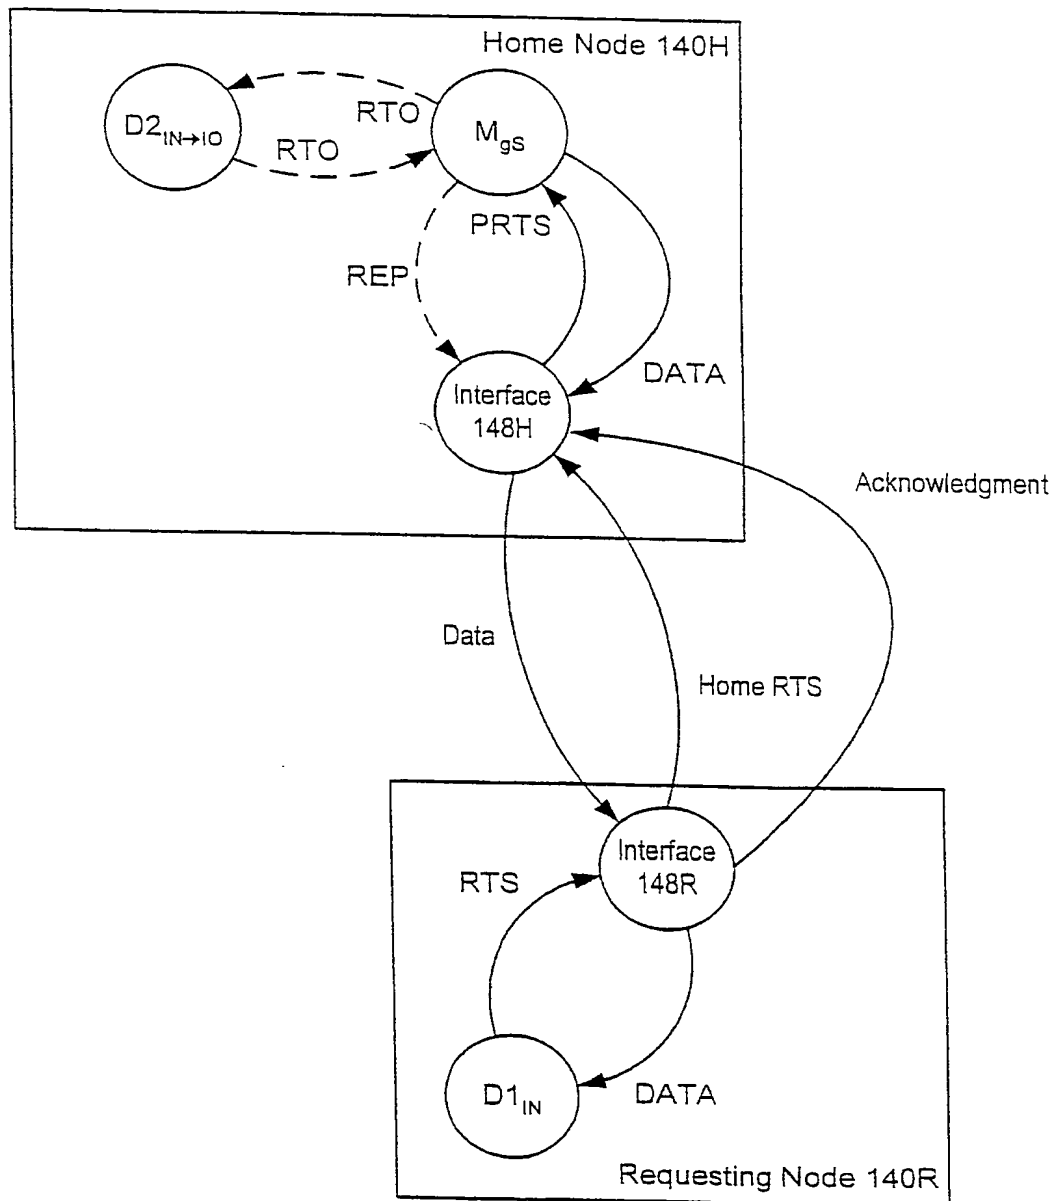 Home Node 140H
RTO
D2IN→IO
MgS
RTO
PRTS
REP
DATA
Interface
148H
Acknowledgment
Data
Home RTS
Interface
148R
RTS
D1IN
DATA
Requesting Node 140R